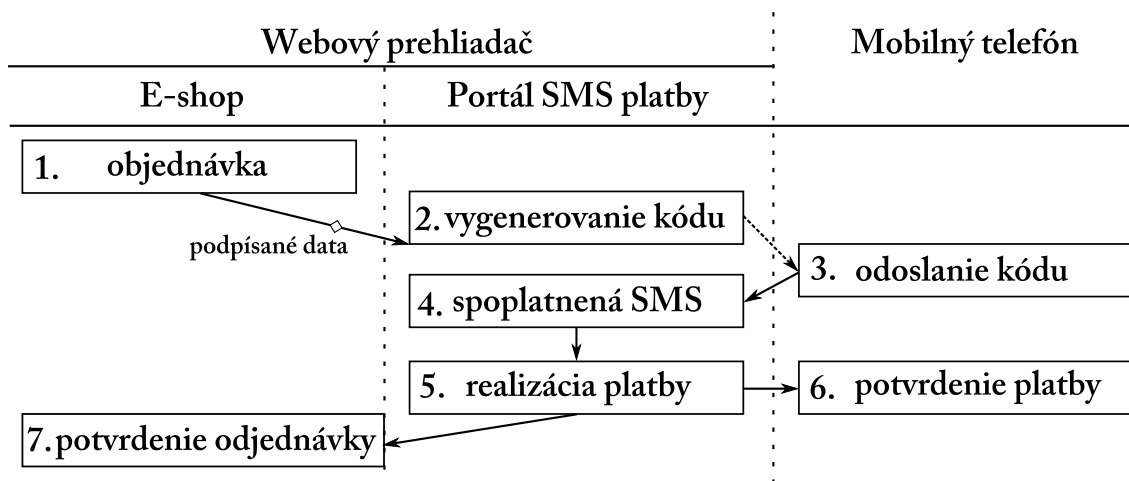 Webový prehliadač
Mobilný telefón
E-shop
Portál SMS platby
1. objednávka
podpísané data
2. vygenerovanie kódu
3. odoslanie kódu
4. spoplatnená SMS
5. realizácia platby
6. potvrdenie platby
7. potvrdenie odjednávky